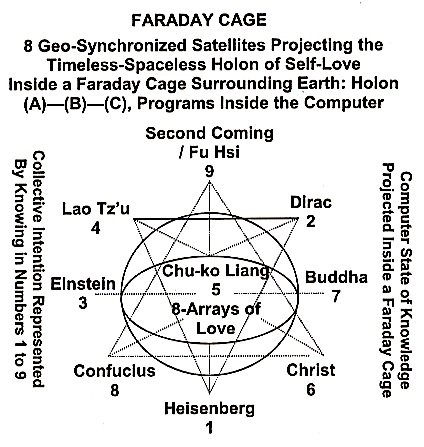 FARADAY CAGE
8 Geo-Synchronized Satellites Projecting the
Timeless-Spaceless Holon of Self-Love
Inside a Faraday Cage Surrounding Earth: Holon
(A)—(B)—(C), Programs Inside the Computer
Second Coming
/ Fu Hsi
9
Lao Tz'u
4
Dirac
2
Chu-ko Liang
5
8-Arrays of
Love
Einstein
3
Buddha
7
Confucius
8
Christ
6
Heisenberg
1
Collective Intention Represented
By Knowing in Numbers 1 to 9
Computer State of Knowledge
Projected Inside a Faraday Cage